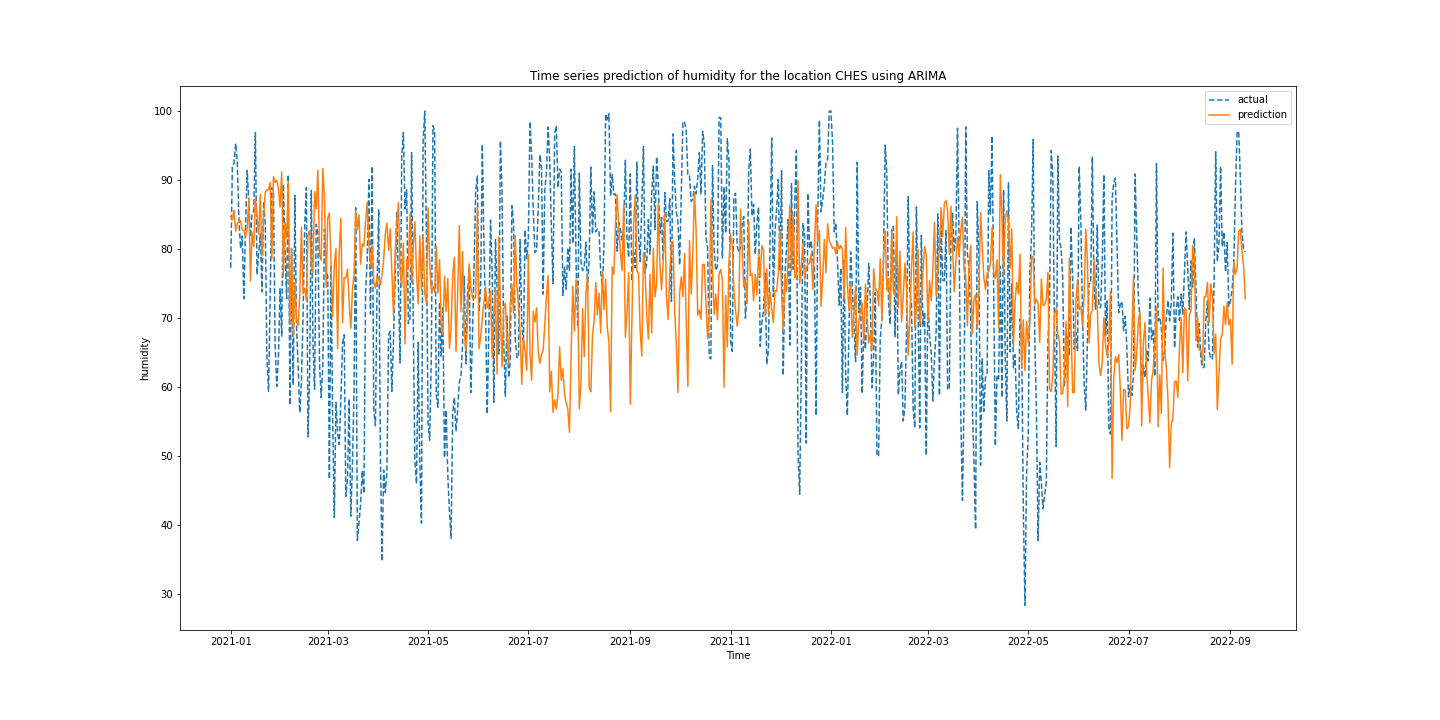 Time series prediction of humidity for the location CHES using ARIMA
actual
prediction
100
90
80
70
60
50
40
30
humidity
2021-01 2021-03 2021-05 2021-07 2021-09 2021-11 2022-01 2022-03 2022-05 2022-07 2022-09
Time